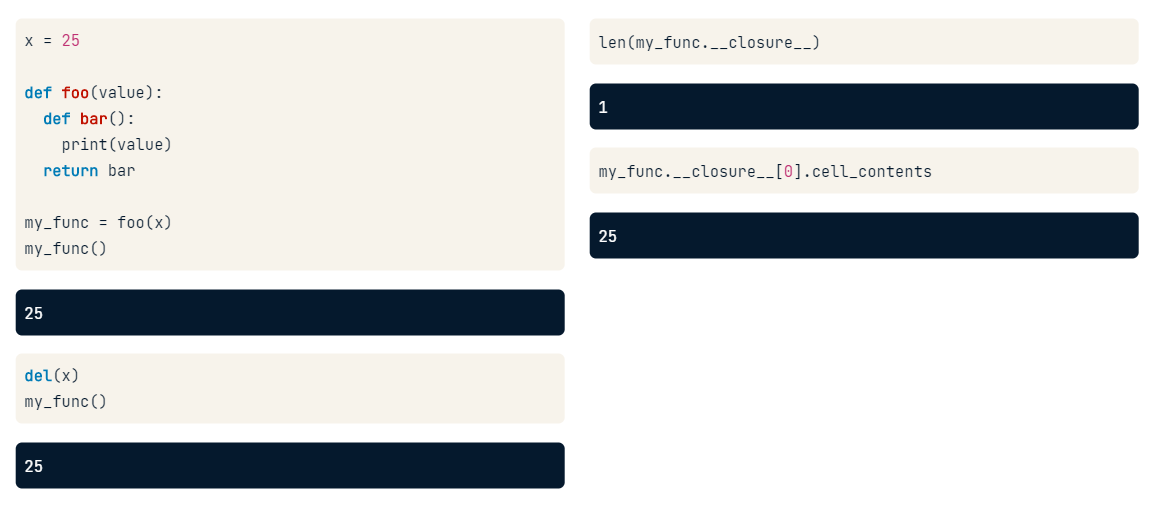 x = 25

def foo(value):
  def bar():
    print(value)
  return bar

my_func = foo(x)
my_func()
25
del(x)
my_func()
25
len(my_func.__closure__)
1
my_func.__closure__[0].cell_contents
25